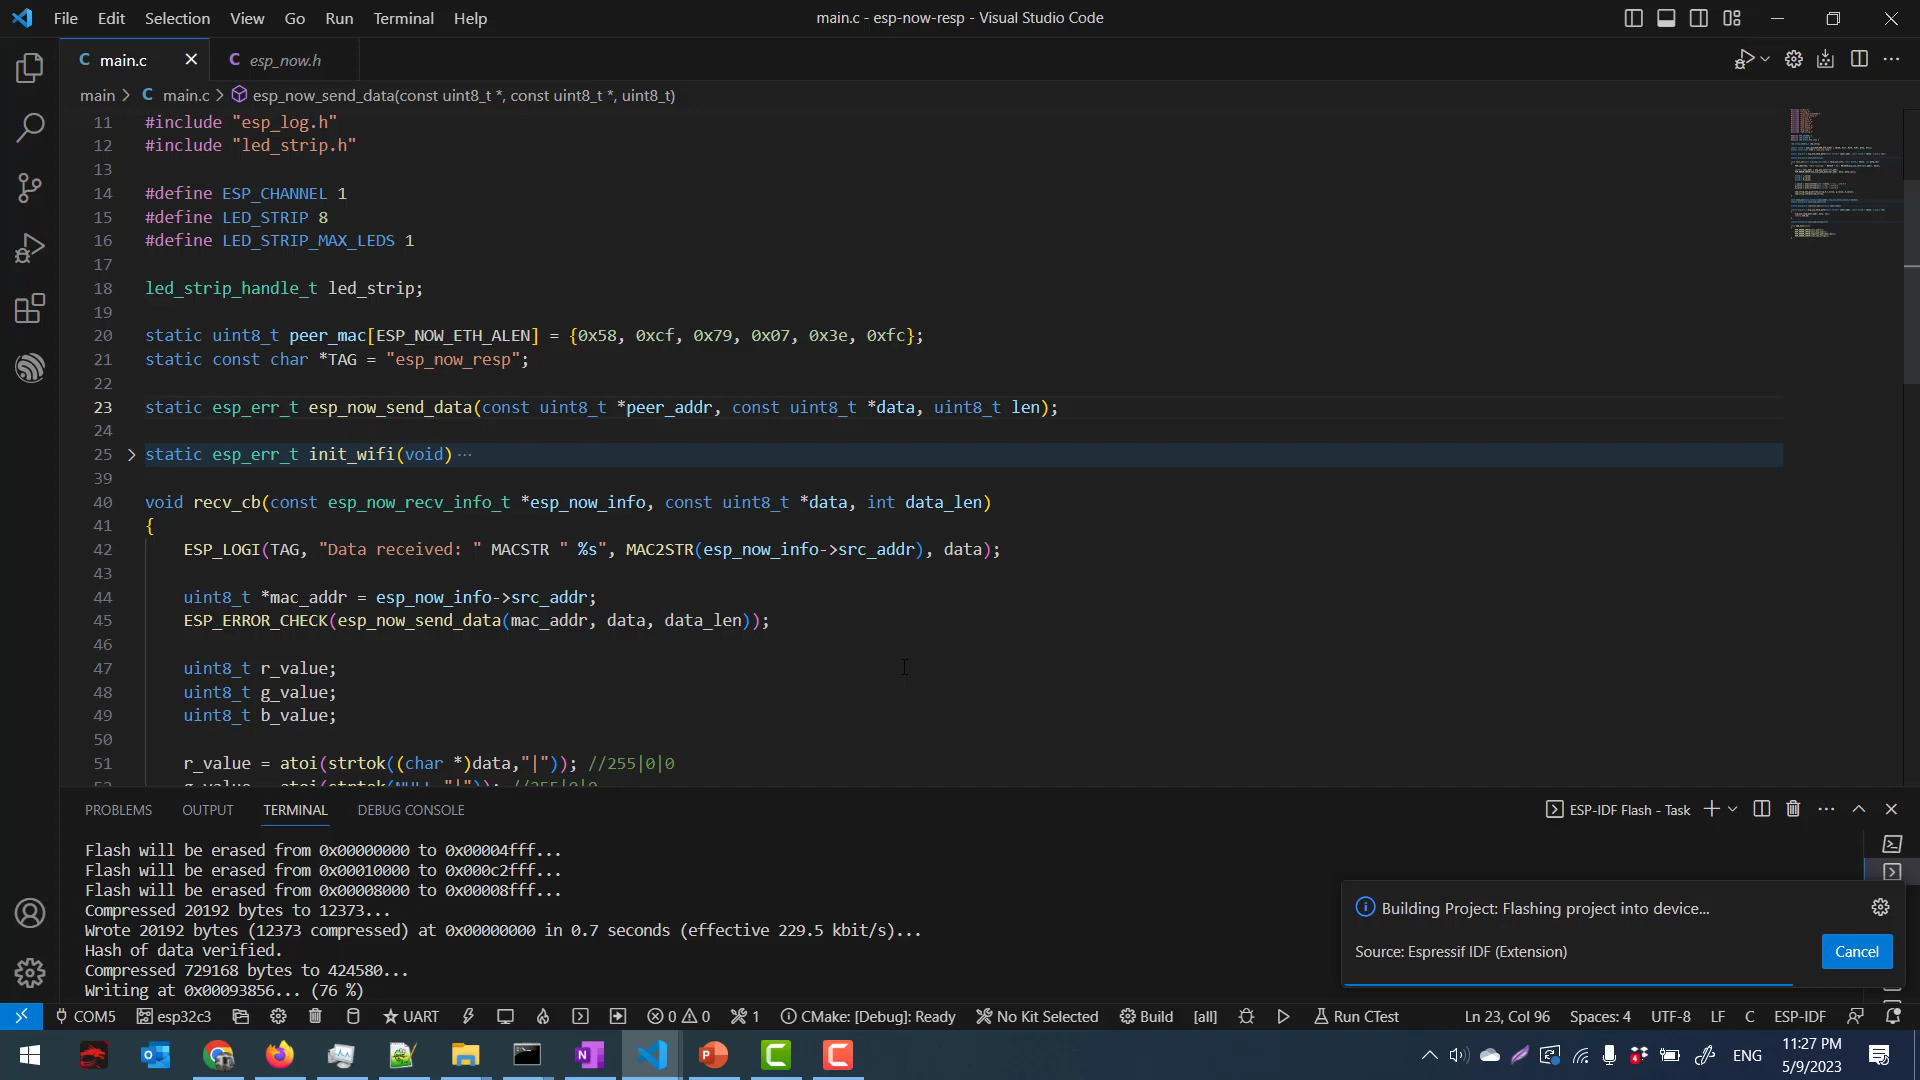 File Edit Selection View Go Run Terminal Help
main.c - esp-now-resp - Visual Studio Code
C main.c
C esp_now.h
main > C main.c > esp_now_send_data(const uint8_t *, const uint8_t *, uint8_t)
11 #include "esp_log.h"
12 #include "led_strip.h"
13
14 #define ESP_CHANNEL 1
15 #define LED_STRIP 8
16 #define LED_STRIP_MAX_LEDS 1
17
18 led_strip_handle_t led_strip;
19
20 static uint8_t peer_mac[ESP_NOW_ETH_ALEN] = {0x58, 0xcf, 0x79, 0x07, 0x3e, 0xfc};
21 static const char *TAG = "esp_now_resp";
22
23 static esp_err_t esp_now_send_data(const uint8_t *peer_addr, const uint8_t *data, uint8_t len);
24
25 static esp_err_t init_wifi(void) ···
39
40 void recv_cb(const esp_now_recv_info_t *esp_now_info, const uint8_t *data, int data_len)
41 {
42 ESP_LOGI(TAG, "Data received: " MACSTR " %s", MAC2STR(esp_now_info->src_addr), data);
43
44 uint8_t *mac_addr = esp_now_info->src_addr;
45 ESP_ERROR_CHECK(esp_now_send_data(mac_addr, data, data_len));
46
47 uint8_t r_value;
48 uint8_t g_value;
49 uint8_t b_value;
50
51 r_value = atoi(strtok((char *)data,"|")); //255|0|0
PROBLEMS OUTPUT TERMINAL DEBUG CONSOLE
ESP-IDF Flash - Task
Flash will be erased from 0x00000000 to 0x00004fff...
Flash will be erased from 0x00010000 to 0x000c2fff...
Flash will be erased from 0x00008000 to 0x00008fff...
Compressed 20192 bytes to 12373...
Wrote 20192 bytes (12373 compressed) at 0x00000000 in 0.7 seconds (effective 229.5 kbit/s)...
Hash of data verified.
Compressed 729168 bytes to 424580...
Writing at 0x00093856... (76 %)
Building Project: Flashing project into device...
Source: Espressif IDF (Extension)
Cancel
COM5 esp32c3 UART 0 0 1 CMake: [Debug]: Ready No Kit Selected Build [all] Run CTest
Ln 23, Col 96 Spaces: 4 UTF-8 LF C ESP-IDF
ENG
11:27 PM
5/9/2023